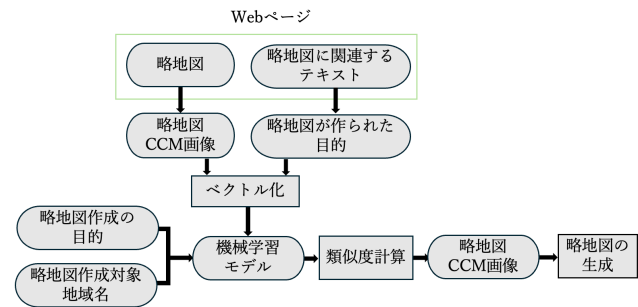 Webページ
略地図
略地図に関連する
テキスト
略地図
CCM画像
略地図が作られた
目的
ベクトル化
略地図作成の
目的
略地図作成対象
地域名
機械学習
モデル
類似度計算
略地図
CCM画像
略地図の
生成